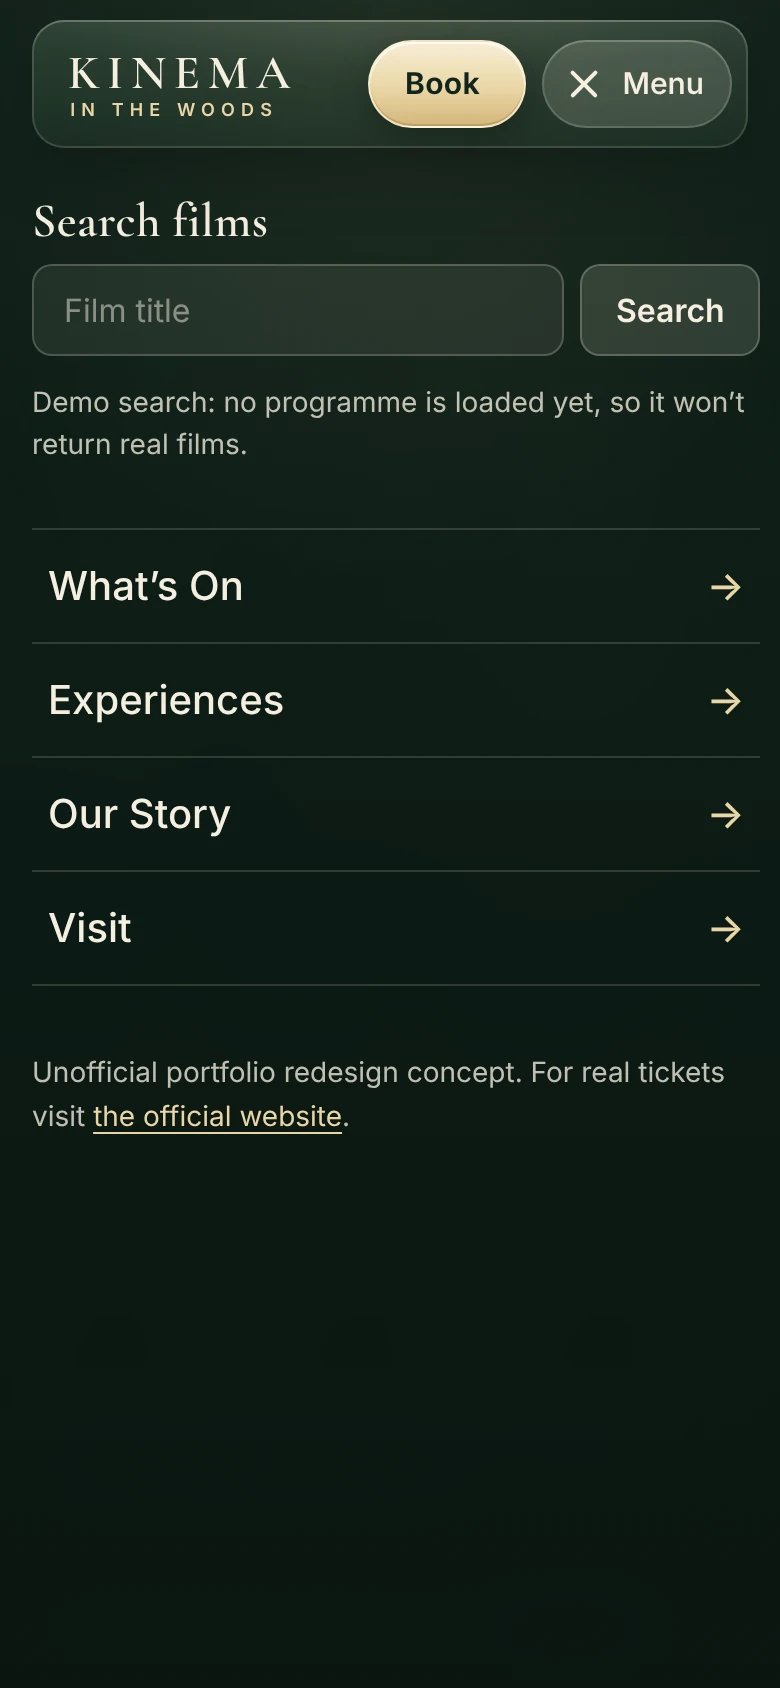 KINEMA
IN THE WOODS
Book
Menu
Search films
Film title
Search
Demo search: no programme is loaded yet, so it won’t
return real films.
What’s On
Experiences
Our Story
Visit
Unofficial portfolio redesign concept. For real tickets
visit the official website.